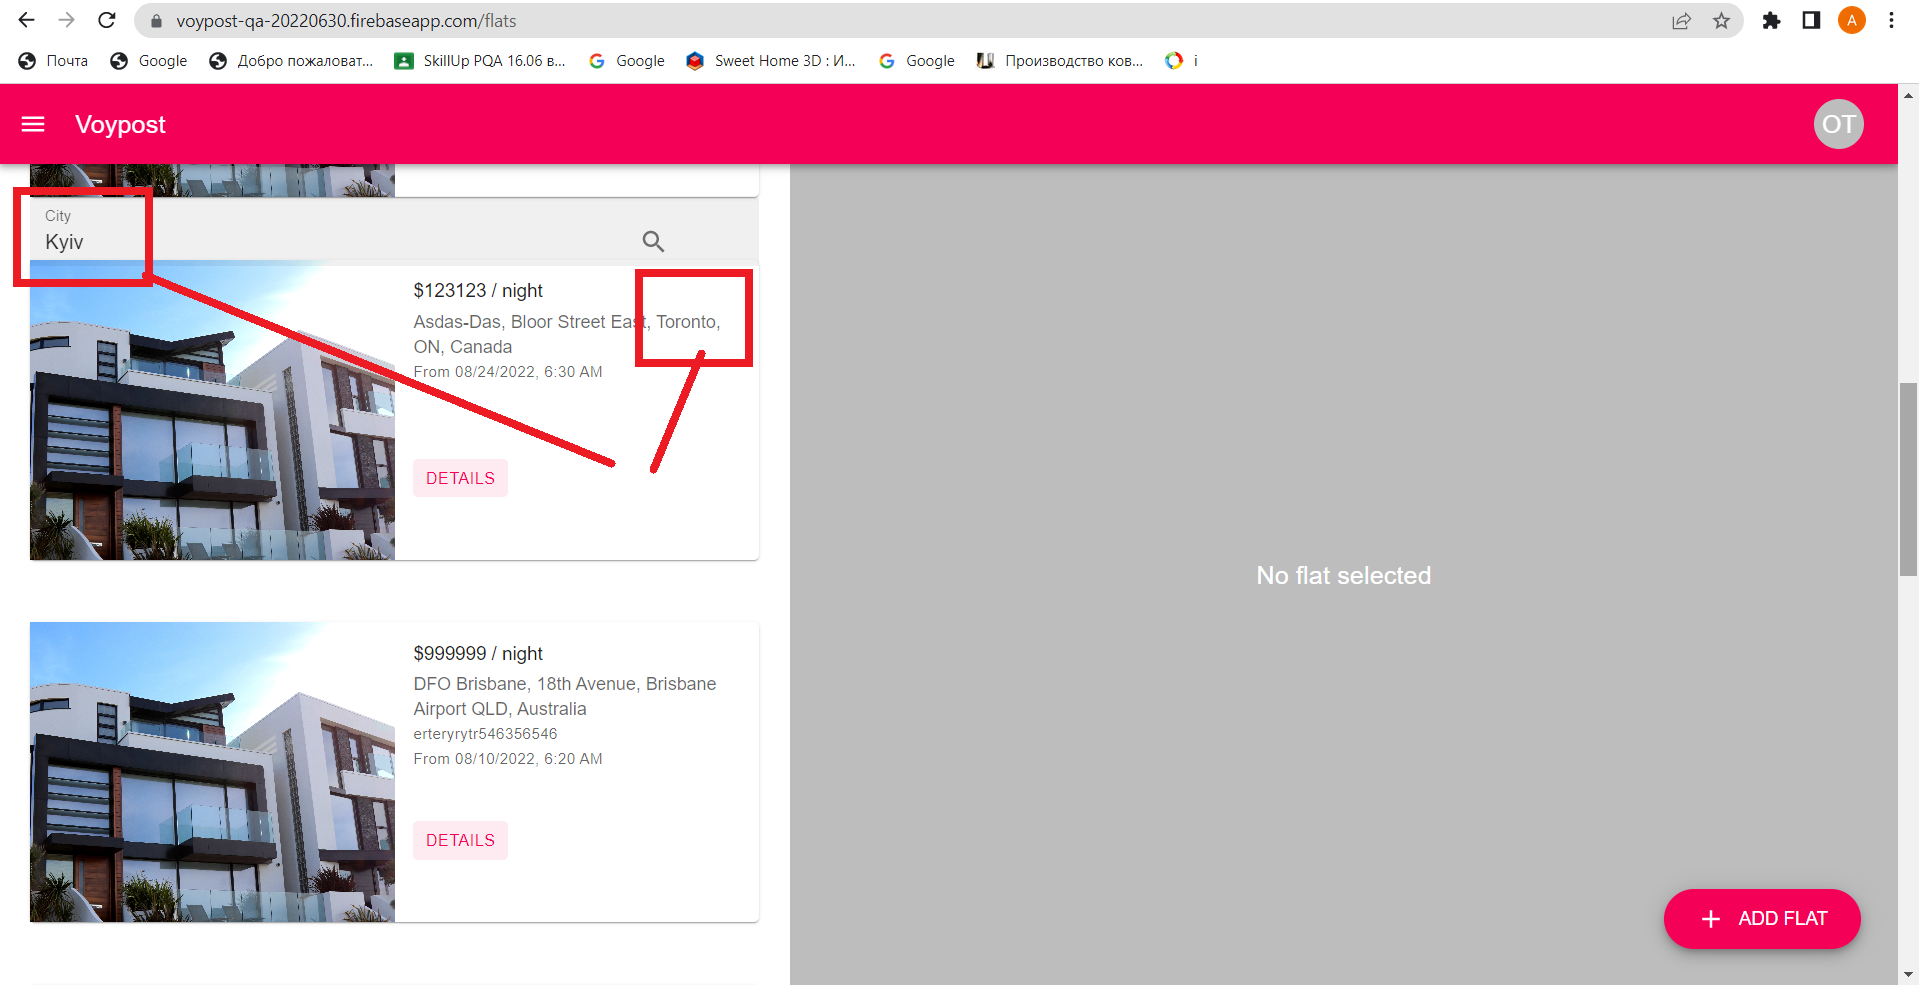 voypost-qa-20220630.firebaseapp.com/flats
A
Почта
Google
Добро пожаловат...
SkillUp PQA 16.06 в...
Google
Sweet Home 3D : И...
Google
Производство ков...
i
Voypost
OT
City
Kyiv
$123123 / night
Asdas-Das, Bloor Street East, Toronto,
ON, Canada
From 08/24/2022, 6:30 AM
DETAILS
No flat selected
$999999 / night
DFO Brisbane, 18th Avenue, Brisbane
Airport QLD, Australia
erteryrytr546356546
From 08/10/2022, 6:20 AM
DETAILS
+ ADD FLAT